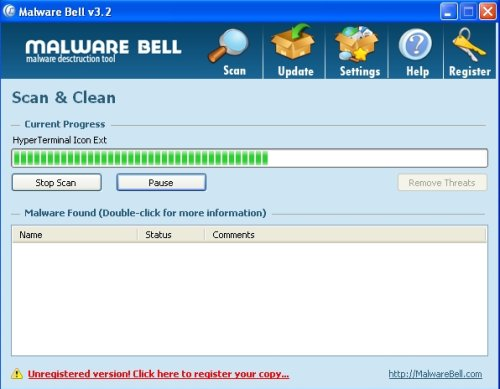 Malware Bell v3.2
MALWARE BELL
malware desctruction tool
Scan Update Settings Help Register
Scan & Clean
Current Progress
HyperTerminal Icon Ext
Stop Scan Pause Remove Threats
Malware Found (Double-click for more information)
Name Status Comments
Unregistered version! Click here to register your copy... http://MalwareBell.com